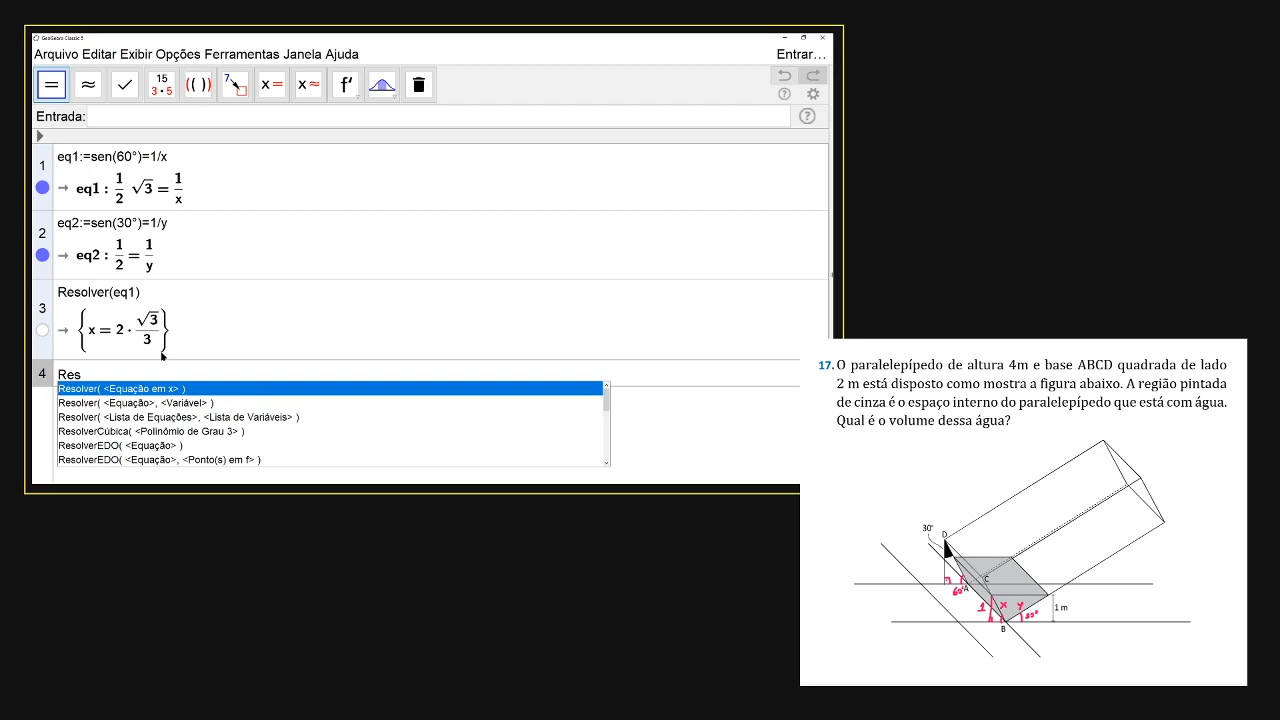 GeoGebra Classic 5
Arquivo Editar Exibir Opções Ferramentas Janela Ajuda
Entrar…
15
3 • 5
(( ))
7
x =
x ≈
f'
Entrada:
1
eq1:=sen(60°)=1/x
→ eq1 : 1/2 √3 = 1/x
2
eq2:=sen(30°)=1/y
→ eq2 : 1/2 = 1/y
3
Resolver(eq1)
→ {x = 2 · √3/3}
4
Res
Resolver( <Equação em x> )
Resolver( <Equação>, <Variável> )
Resolver( <Lista de Equações>, <Lista de Variáveis> )
ResolverCúbica( <Polinômio de Grau 3> )
ResolverEDO( <Equação> )
ResolverEDO( <Equação>, <Ponto(s) em f> )
17. O paralelepípedo de altura 4m e base ABCD quadrada de lado
2 m está disposto como mostra a figura abaixo. A região pintada
de cinza é o espaço interno do paralelepípedo que está com água.
Qual é o volume dessa água?
30°
D
C
60°
A
1
x
y
30°
1 m
B